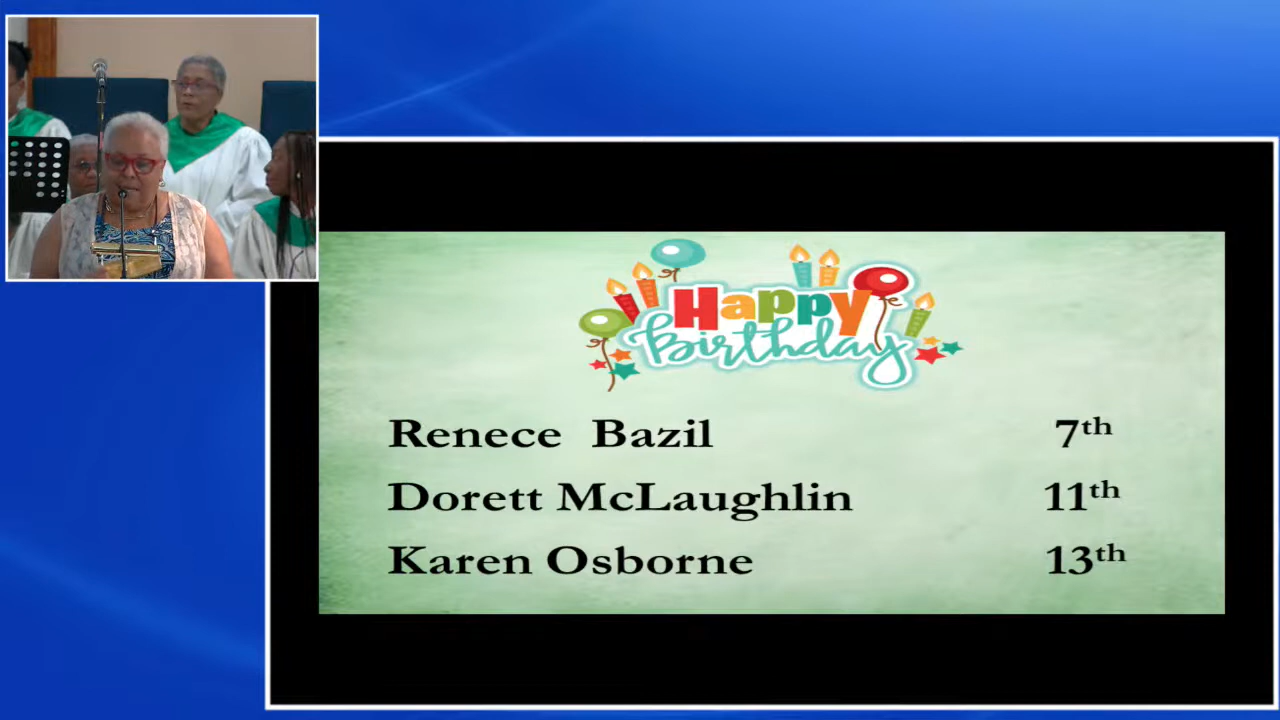 Happy
Birthday
Renece Bazil 7th
Dorett McLaughlin 11th
Karen Osborne 13th